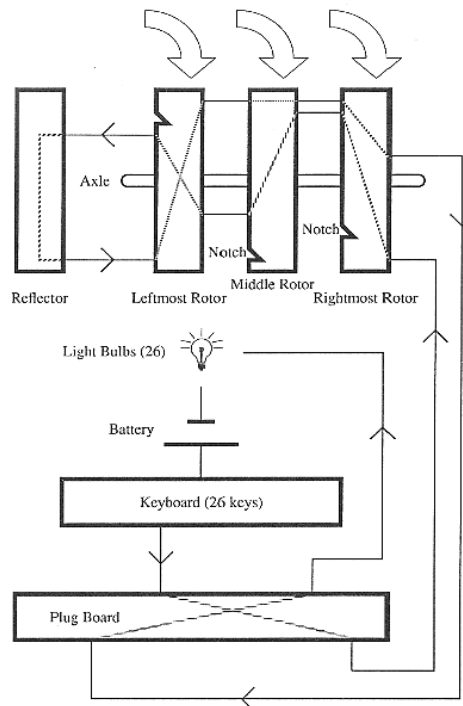 Axle
Notch
Notch
Reflector
Leftmost Rotor
Middle Rotor
Rightmost Rotor
Light Bulbs (26)
Battery
Keyboard (26 keys)
Plug Board